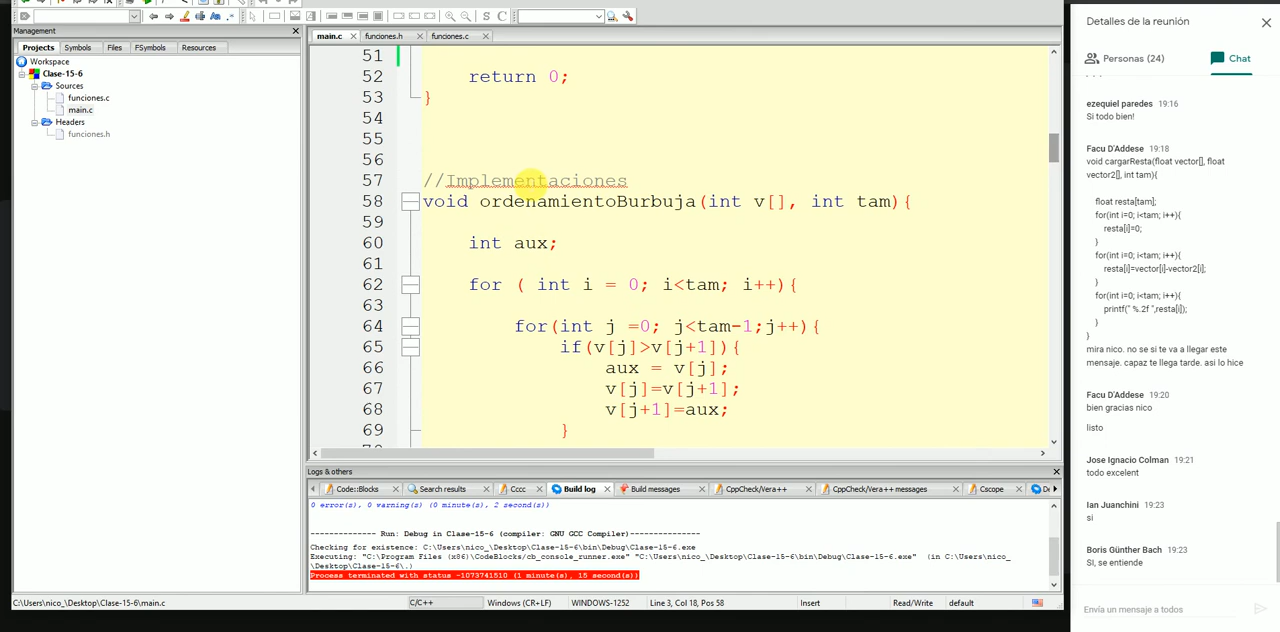 Management
Projects
Symbols
Files
FSymbols
Resources
Workspace
Clase-15-6
Sources
funciones.c
main.c
Headers
funciones.h
main.c
funciones.h
funciones.c
51
52 return 0;
53 }
54
55
56
57 //Implementaciones
58 void ordenamientoBurbuja(int v[], int tam){
59
60 int aux;
61
62 for ( int i = 0; i<tam; i++){
63
64 for(int j =0; j<tam-1;j++){
65 if(v[j]>v[j+1]){
66 aux = v[j];
67 v[j]=v[j+1];
68 v[j+1]=aux;
69 }
Logs & others
Code::Blocks
Search results
Cccc
Build log
Build messages
CppCheck/Vera++
CppCheck/Vera++ messages
Cscope
0 error(s), 0 warning(s) (0 minute(s), 2 second(s))
-------------- Run: Debug in Clase-15-6 (compiler: GNU GCC Compiler)---------------
Checking for existence: C:\Users\nico_\Desktop\Clase-15-6\bin\Debug\Clase-15-6.exe
Executing: "C:\Program Files (x86)\CodeBlocks/cb_console_runner.exe" "C:\Users\nico_\Desktop\Clase-15-6\bin\Debug\Clase-15-6.exe" (in C:\Users\nico_
\Desktop\Clase-15-6\.)
Process terminated with status -1073741510 (1 minute(s), 15 second(s))
C:\Users\nico_\Desktop\Clase-15-6\main.c
C/C++
Windows (CR+LF)
WINDOWS-1252
Line 3, Col 18, Pos 58
Insert
Read/Write
default
Detalles de la reunión
Personas (24)
Chat
ezequiel paredes 19:16
Si todo bien!
Facu D'Addese 19:18
void cargarResta(float vector[], float
vector2[], int tam){
float resta[tam];
for(int i=0; i<tam; i++){
resta[i]=0;
}
for(int i=0; i<tam; i++){
resta[i]=vector[i]-vector2[i];
}
for(int i=0; i<tam; i++){
printf(" %.2f ",resta[i]);
}
}
mira nico. no se si te va a llegar este
mensaje. capaz te llega tarde. asi lo hice
Facu D'Addese 19:20
bien gracias nico
listo
Jose Ignacio Colman 19:21
todo excelent
Ian Juanchini 19:23
si
Boris Günther Bach 19:23
SI, se entiende
Envía un mensaje a todos